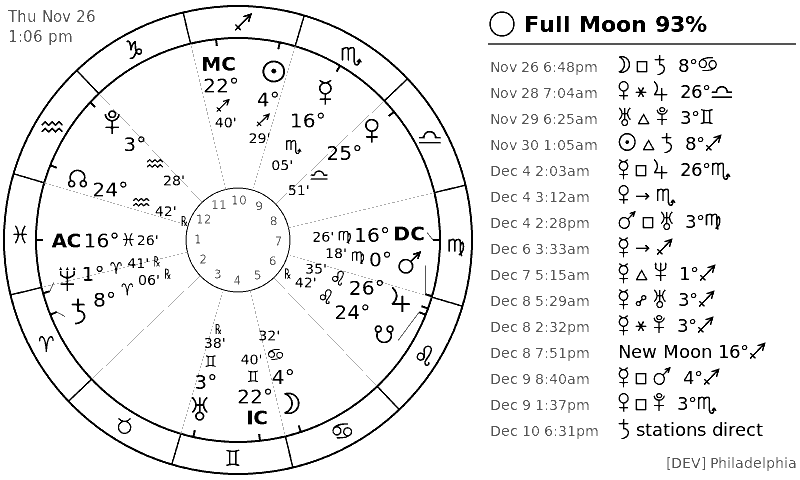 Thu Nov 26
1:06 pm
MC
22°
♐
40'
☉
4°
♐
29'
☿
16°
♏
05'
♀
25°
♎
51'
♇
3°
♒
28'
☊ 24° ♒ 42' ℞
AC 16° ♓ 26'
♆ 1° ♈ 41' ℞
♄ 8° ♈ 06' ℞
26' ♍ 16° DC
18' ♍ 0° ♂
35' ♌ 26° ♃
℞ 42' ♌ 24° ☋
℞
38'
♊
3°
♅
40'
♊
22°
IC
32'
♋
4°
☽
11 10 9
12 8
1 7
2 6
3 4 5
♐
♏
♎
♍
♌
♋
♊
♉
♈
♓
♒
♑
Full Moon 93%
Nov 26 6:48pm ☽ □ ♄ 8°♋
Nov 28 7:04am ♀ ⚹ ♃ 26°♎
Nov 29 6:25am ♅ △ ♇ 3°♊
Nov 30 1:05am ☉ △ ♄ 8°♐
Dec 4 2:03am ☿ □ ♃ 26°♏
Dec 4 3:12am ♀ → ♏
Dec 4 2:28pm ♂ □ ♅ 3°♍
Dec 6 3:33am ☿ → ♐
Dec 7 5:15am ☿ △ ♆ 1°♐
Dec 8 5:29am ☿ ☍ ♅ 3°♐
Dec 8 2:32pm ☿ ⚹ ♇ 3°♐
Dec 8 7:51pm New Moon 16°♐
Dec 9 8:40am ☿ □ ♂ 4°♐
Dec 9 1:37pm ♀ □ ♇ 3°♏
Dec 10 6:31pm ♄ stations direct
[DEV] Philadelphia